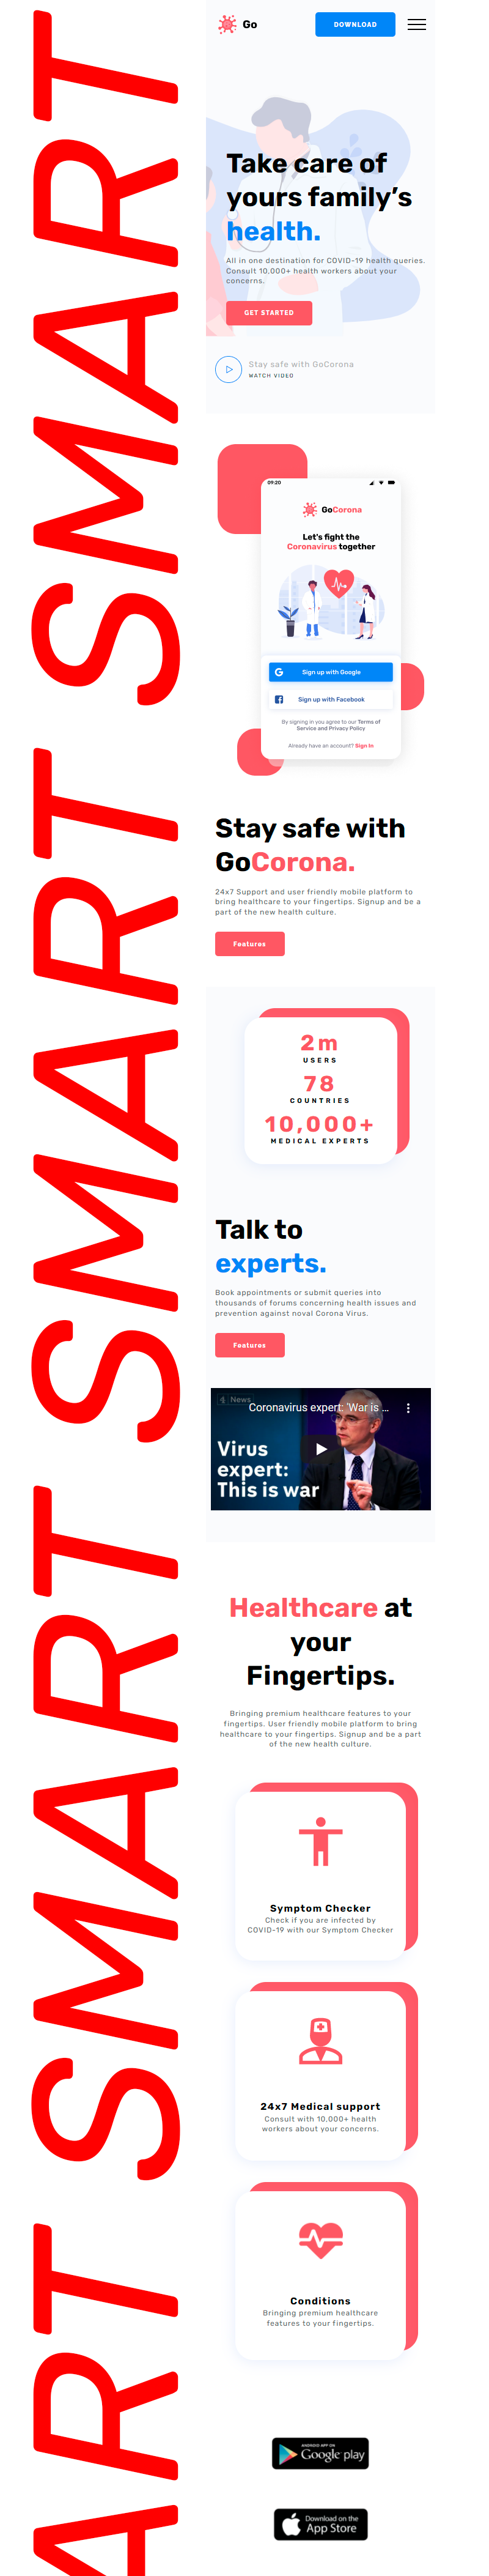 SMART SMART SMART SMART
Go
DOWNLOAD
Take care of
yours family's
health.
All in one destination for COVID-19 health queries.
Consult 10,000+ health workers about your
concerns.
GET STARTED
Stay safe with GoCorona
WATCH VIDEO
09:20
GoCorona
Let's fight the
Coronavirus together
Sign up with Google
Sign up with Facebook
By signing in you agree to our Terms of
Service and Privacy Policy
Already have an account? Sign In
Stay safe with
GoCorona.
24x7 Support and user friendly mobile platform to
bring healthcare to your fingertips. Signup and be a
part of the new health culture.
Features
2m
USERS
78
COUNTRIES
10,000+
MEDICAL EXPERTS
Talk to
experts.
Book appointments or submit queries into
thousands of forums concerning health issues and
prevention against noval Corona Virus.
Features
4 News
Coronavirus expert: 'War is ...
Virus
expert:
This is war
Healthcare at
your
Fingertips.
Bringing premium healthcare features to your
fingertips. User friendly mobile platform to bring
healthcare to your fingertips. Signup and be a part
of the new health culture.
Symptom Checker
Check if you are infected by
COVID-19 with our Symptom Checker
24x7 Medical support
Consult with 10,000+ health
workers about your concerns.
Conditions
Bringing premium healthcare
features to your fingertips.
ANDROID APP ON
Google play
Download on the
App Store